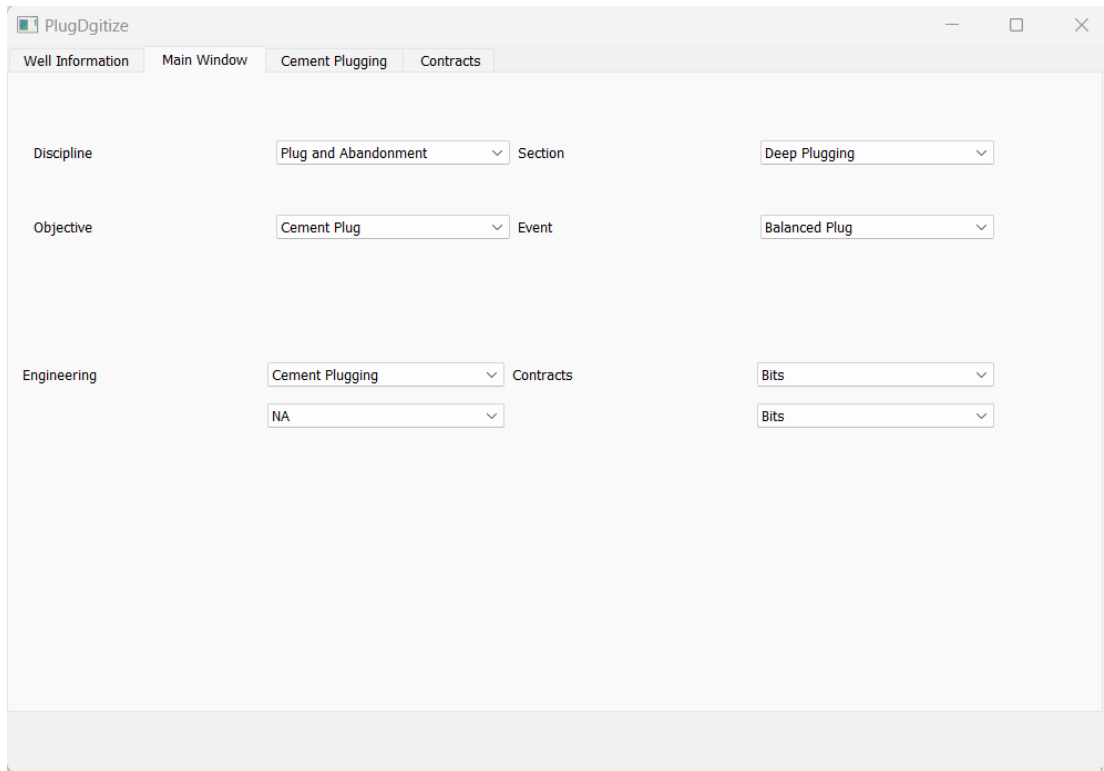 PlugDgitize
Well Information Main Window Cement Plugging Contracts
Discipline Plug and Abandonment Section Deep Plugging
Objective Cement Plug Event Balanced Plug
Engineering Cement Plugging Contracts Bits
NA Bits